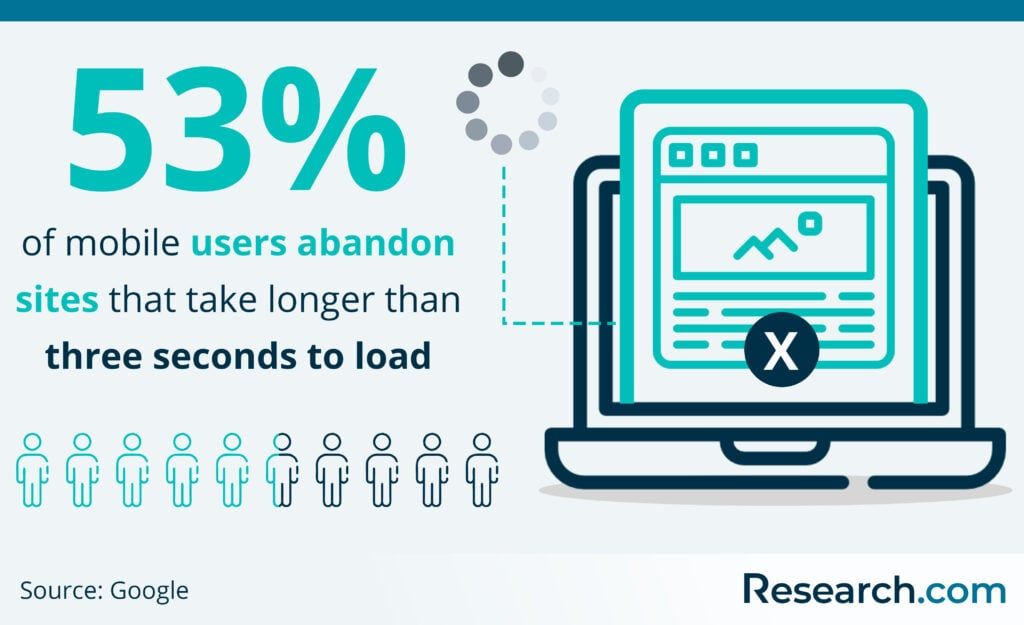 53%
of mobile users abandon
sites that take longer than
three seconds to load
X
Source: Google
Research.com